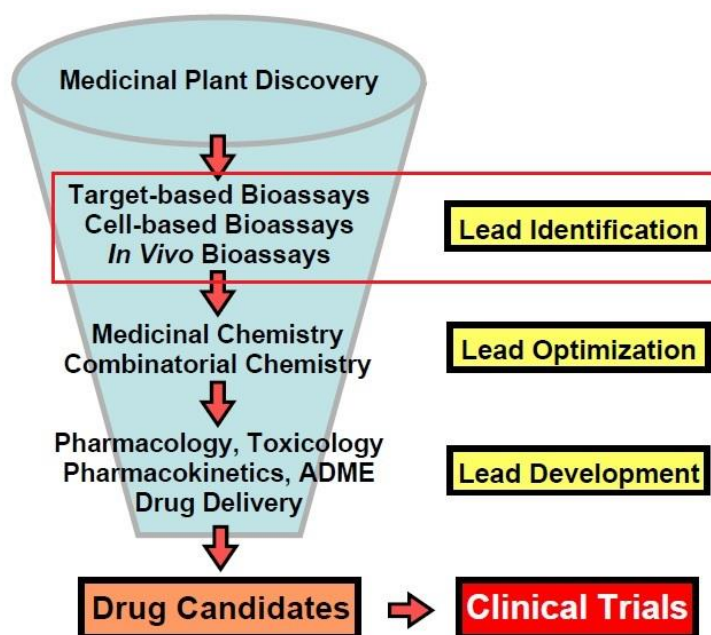 Medicinal Plant Discovery
Target-based Bioassays
Cell-based Bioassays
In Vivo Bioassays
Lead Identification
Medicinal Chemistry
Combinatorial Chemistry
Lead Optimization
Pharmacology, Toxicology
Pharmacokinetics, ADME
Drug Delivery
Lead Development
Drug Candidates
Clinical Trials